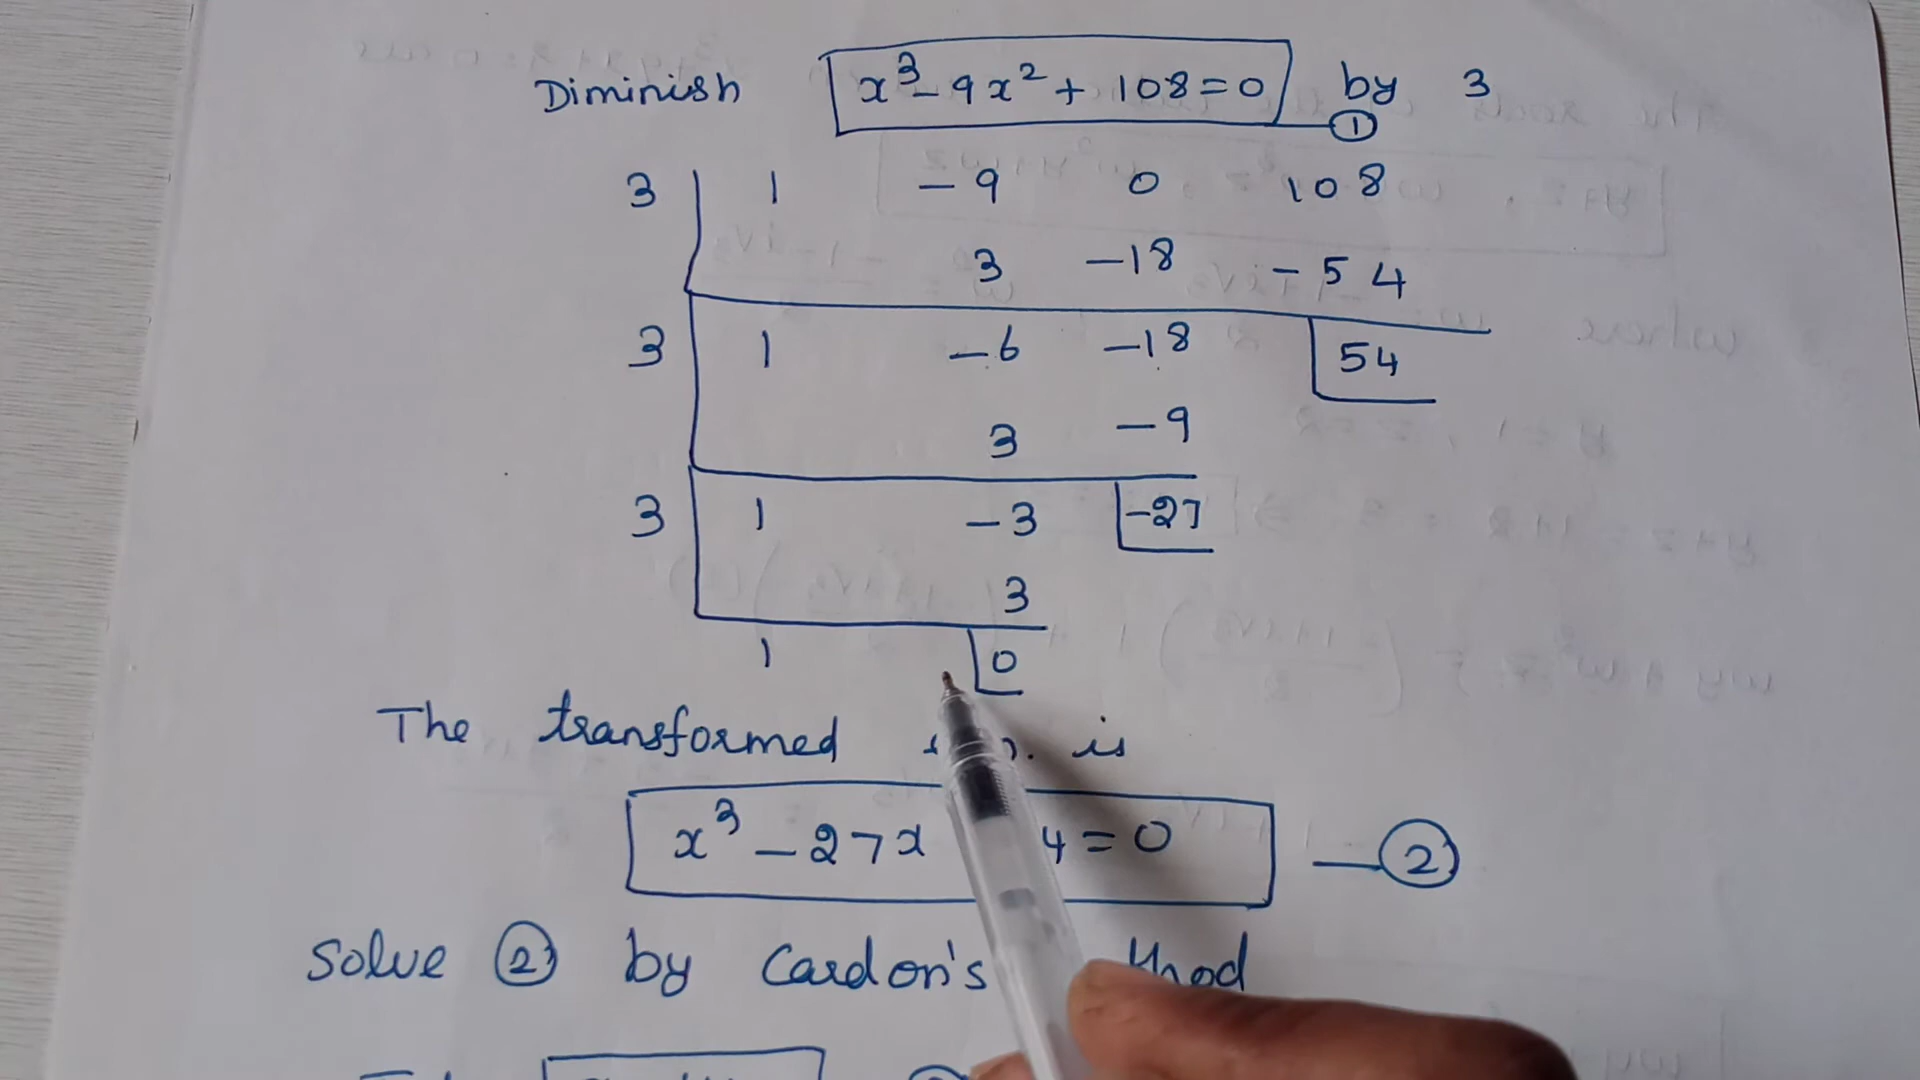 Diminish x³ - 9x² + 108 = 0 by 3
①
3 1 - 9 0 108
3 -18 - 54
3 1 - 6 -18 54
3 - 9
3 1 - 3 -27
3
1 0
The transformed is
x³ - 27x 4 = 0 ②
Solve ② by Cardon's